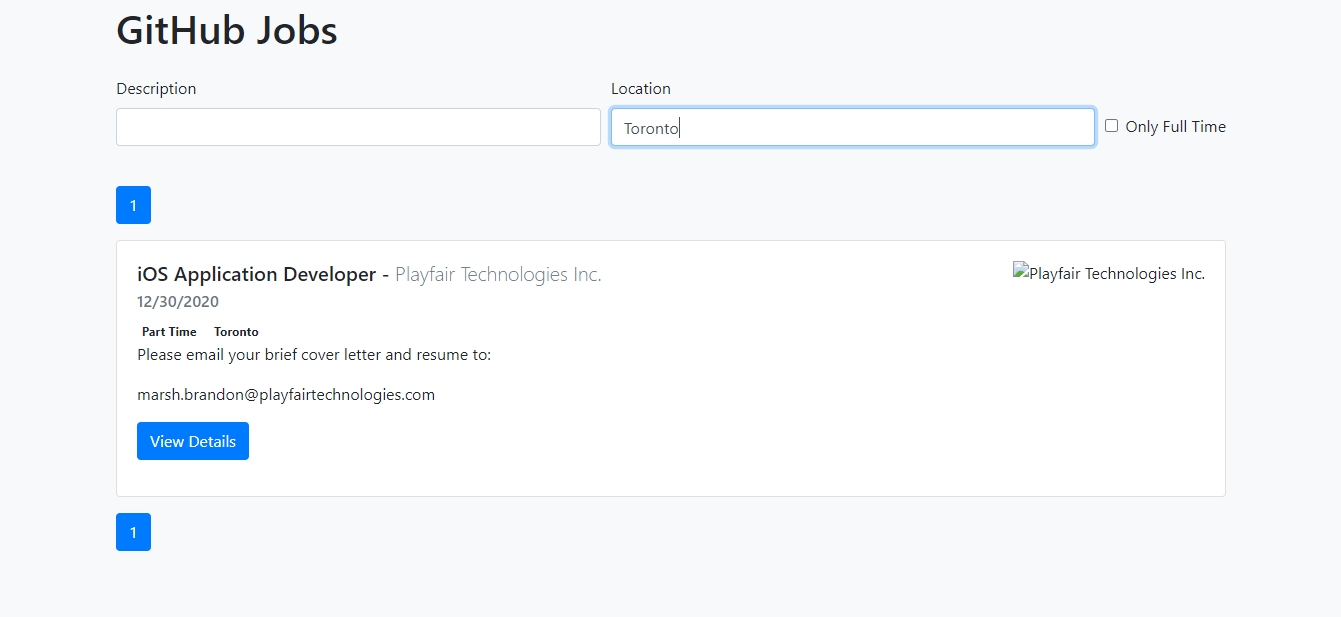 GitHub Jobs
Description
Location
Toronto
Only Full Time
1
iOS Application Developer - Playfair Technologies Inc.
Playfair Technologies Inc.
12/30/2020
Part Time Toronto
Please email your brief cover letter and resume to:
marsh.brandon@playfairtechnologies.com
View Details
1